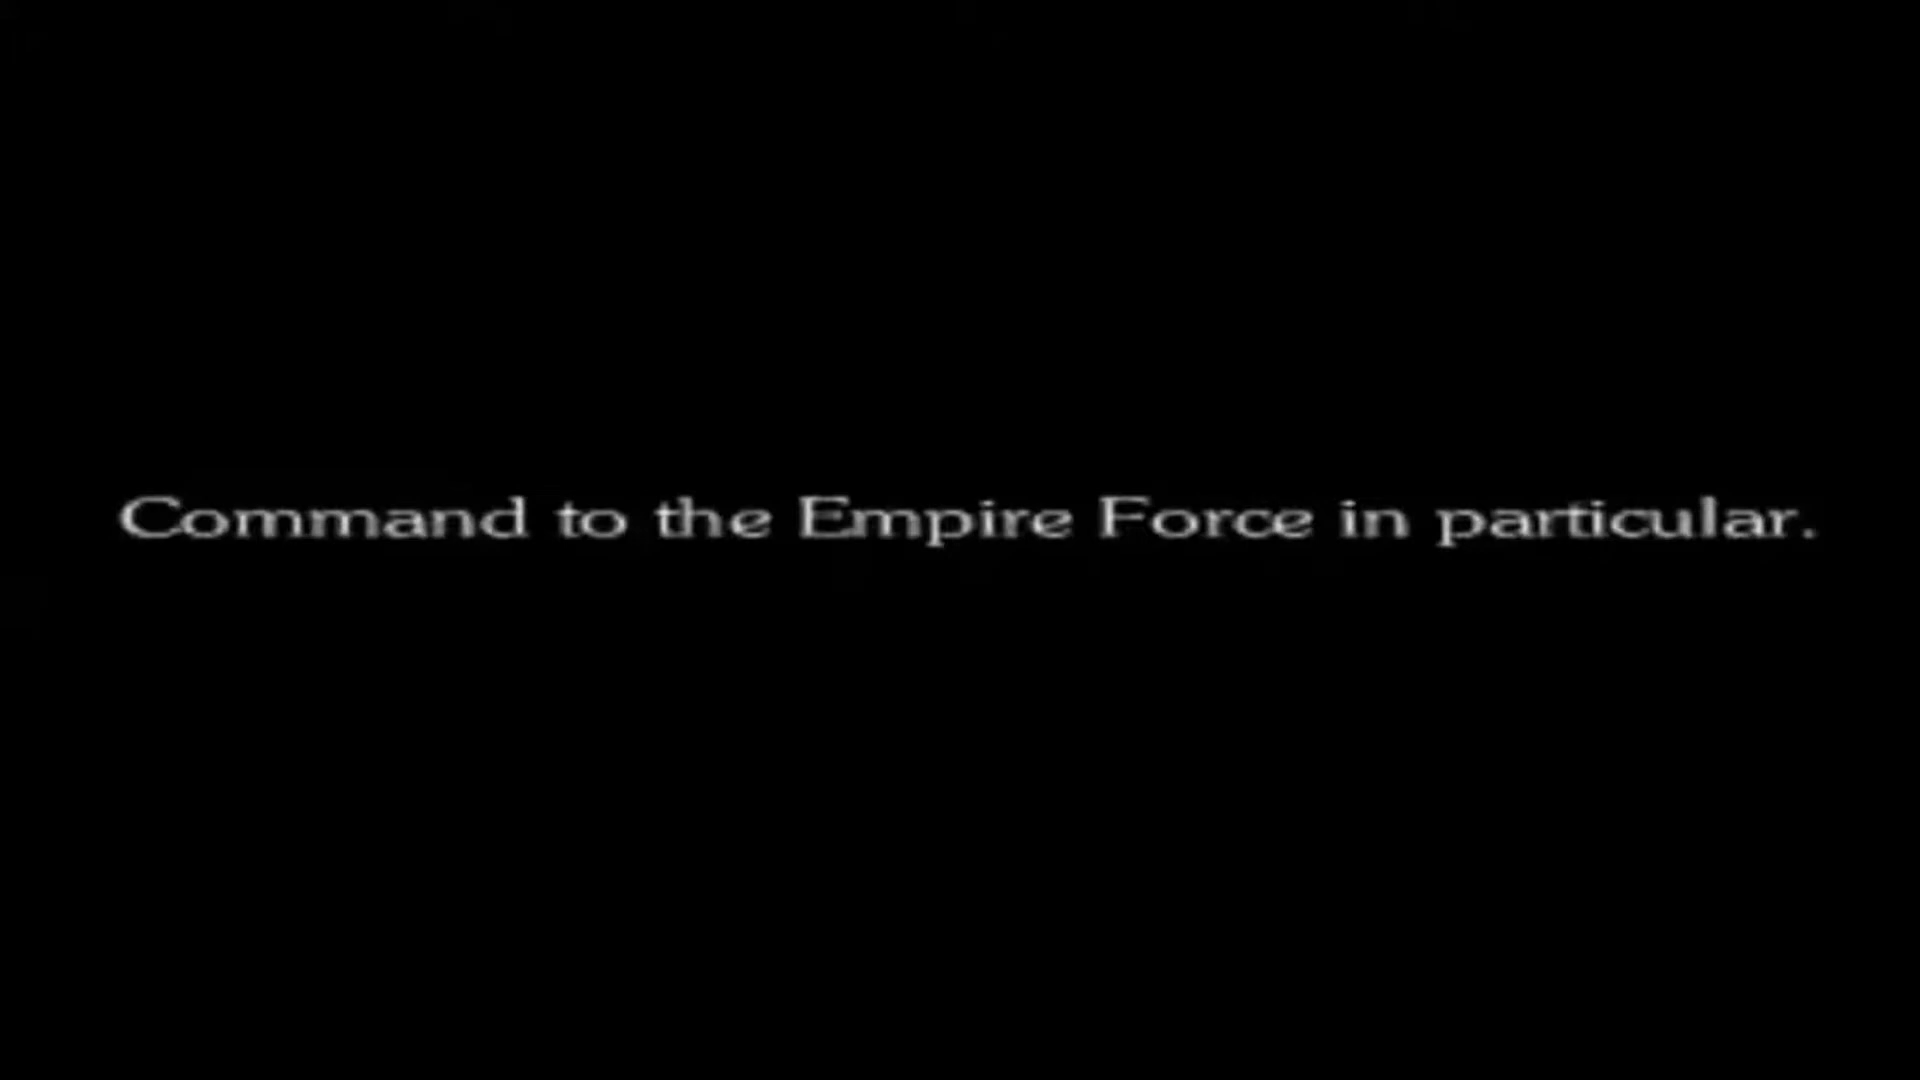 Command to the Empire Force in particular.